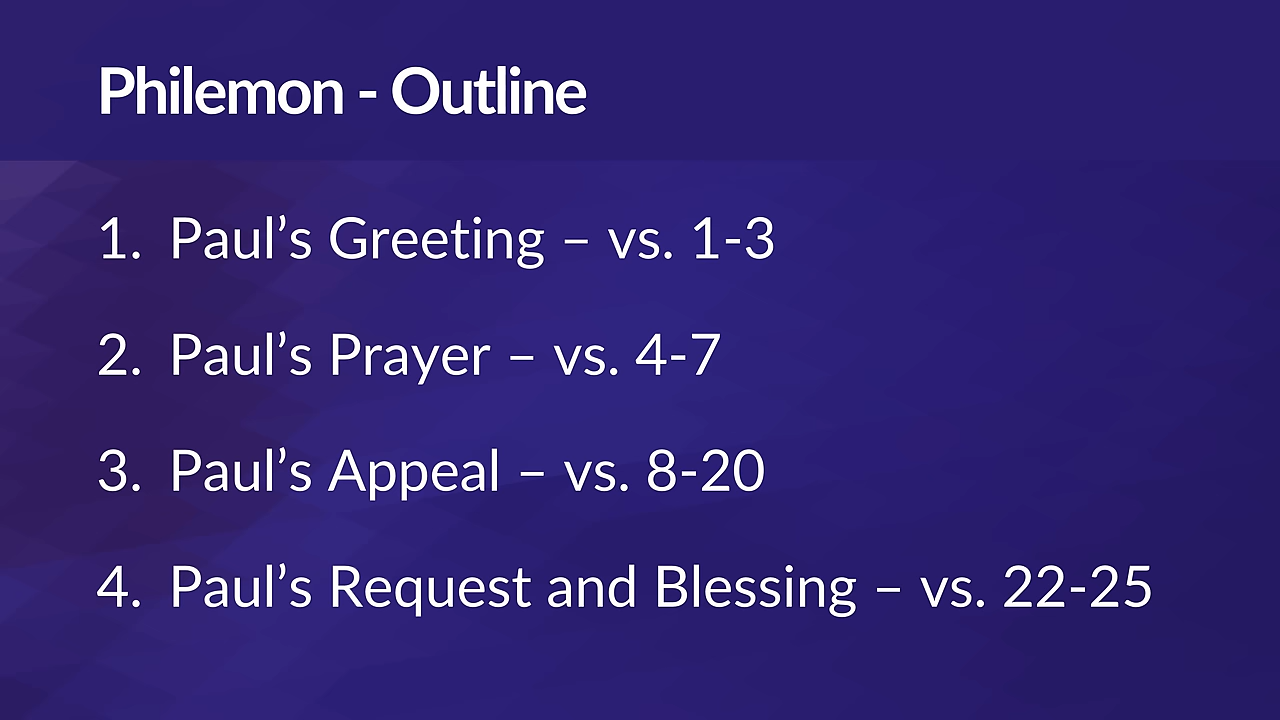 Philemon - Outline
1. Paul’s Greeting – vs. 1-3
2. Paul’s Prayer – vs. 4-7
3. Paul’s Appeal – vs. 8-20
4. Paul’s Request and Blessing – vs. 22-25